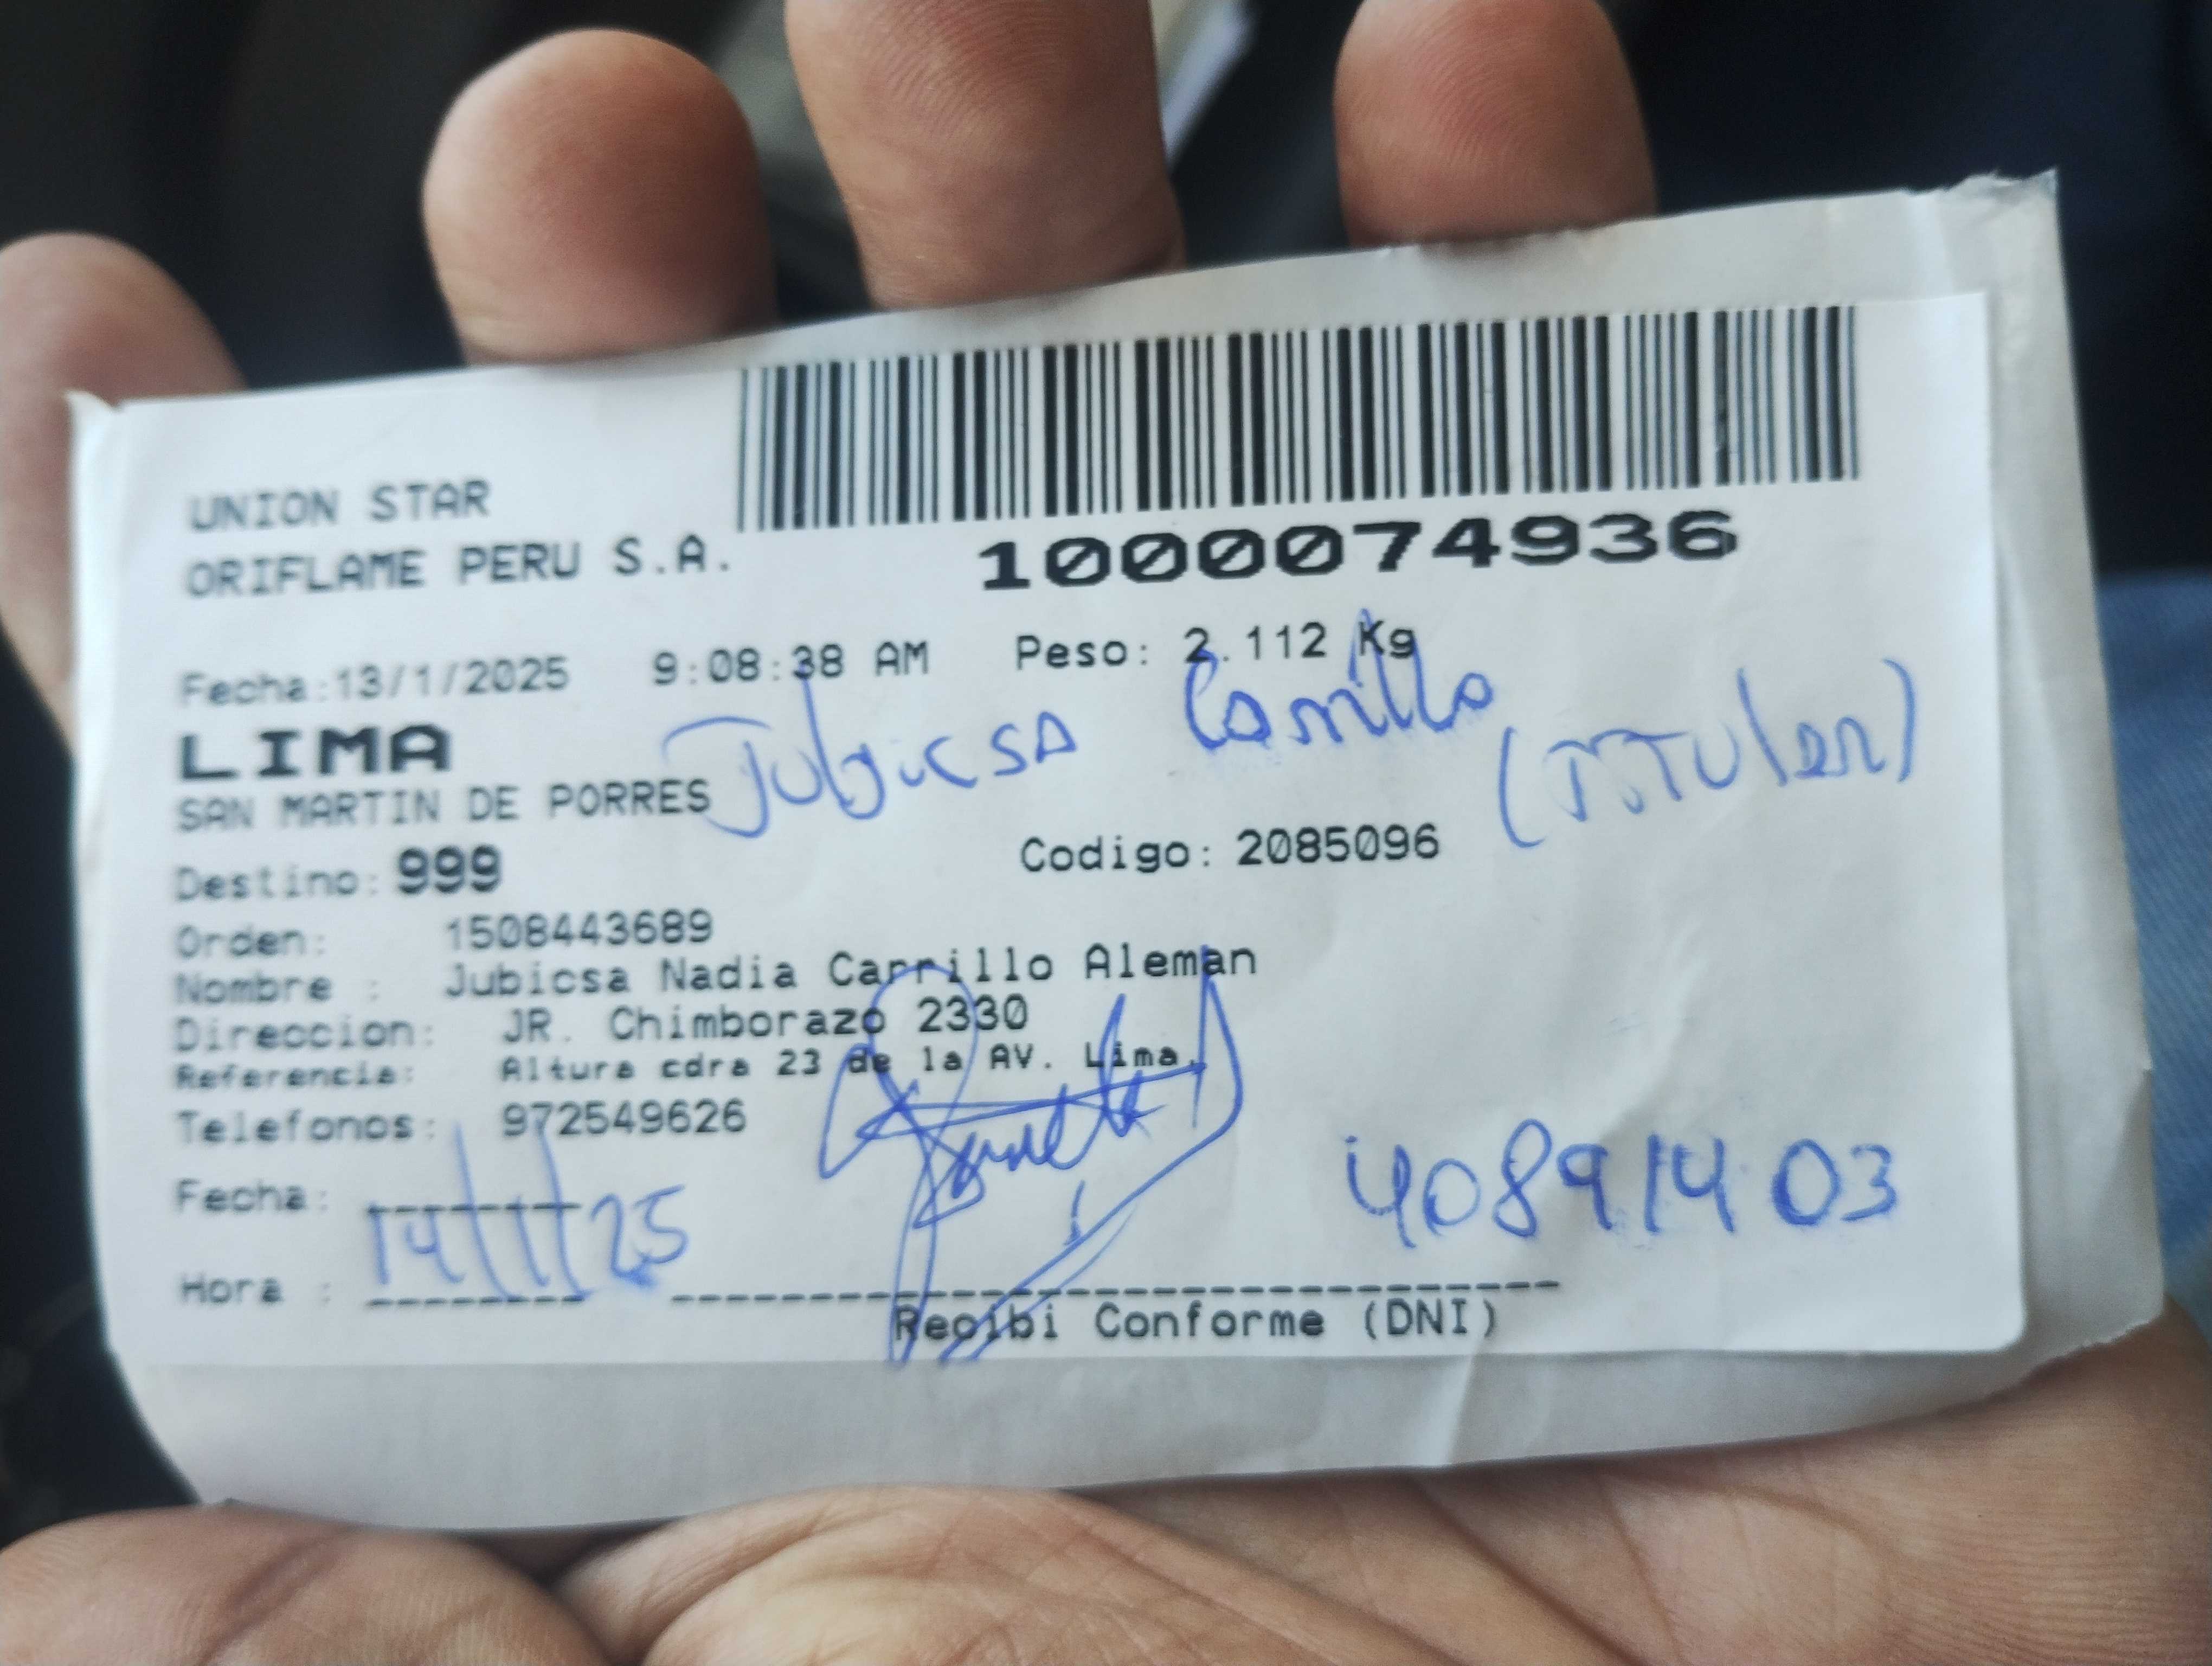 UNION STAR
ORIFLAME PERU S.A.
1000074936
Fecha:13/1/2025 9:08:38 AM Peso: 2.112 Kg
LIMA
Jubicsa Carrillo (TITULAR)
SAN MARTIN DE PORRES
Destino: 999 Codigo: 2085096
Orden: 1508443689
Nombre : Jubicsa Nadia Carrillo Aleman
Direccion: JR. Chimborazo 2330
Referencia: Altura cdra 23 de la AV. Lima.
Telefonos: 972549626
Fecha: 14/1/25
40891403
Hora :
Recibi Conforme (DNI)